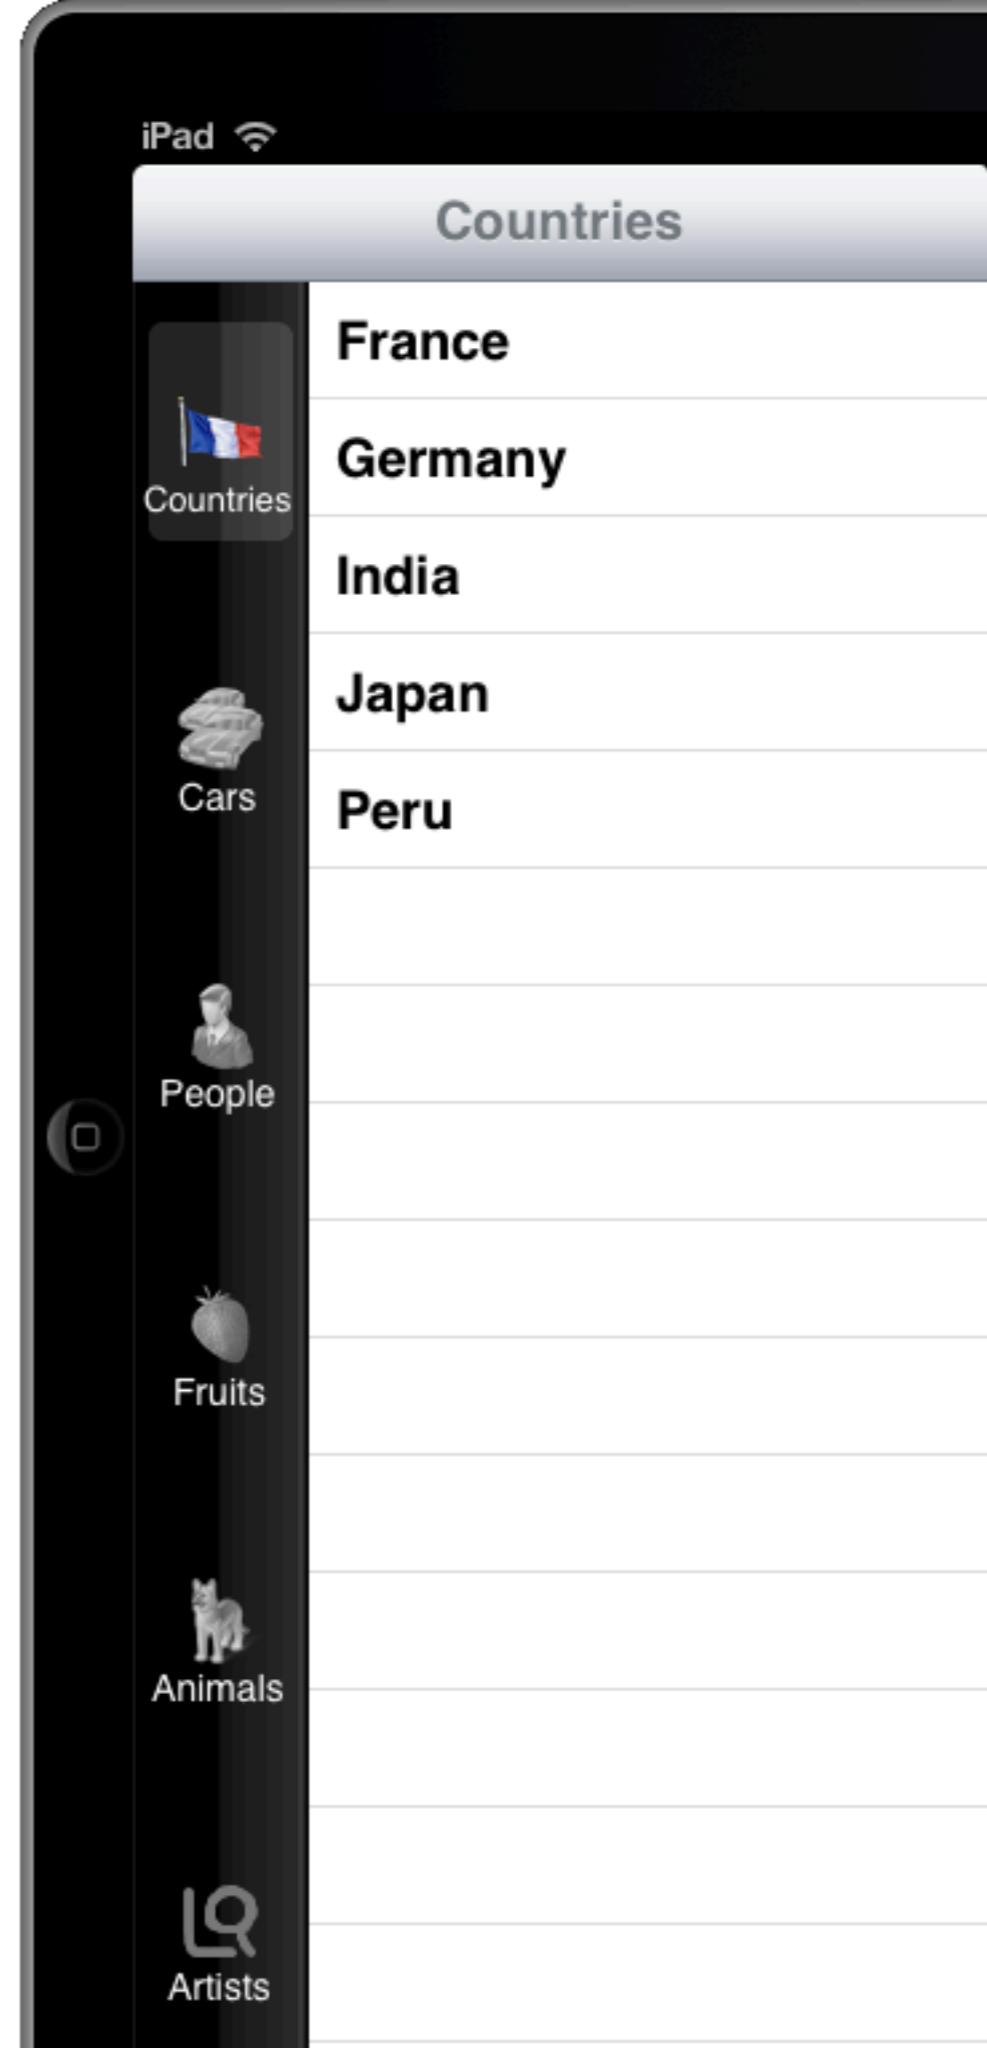 iPad
Countries
Countries
Cars
People
Fruits
Animals
Artists
France
Germany
India
Japan
Peru